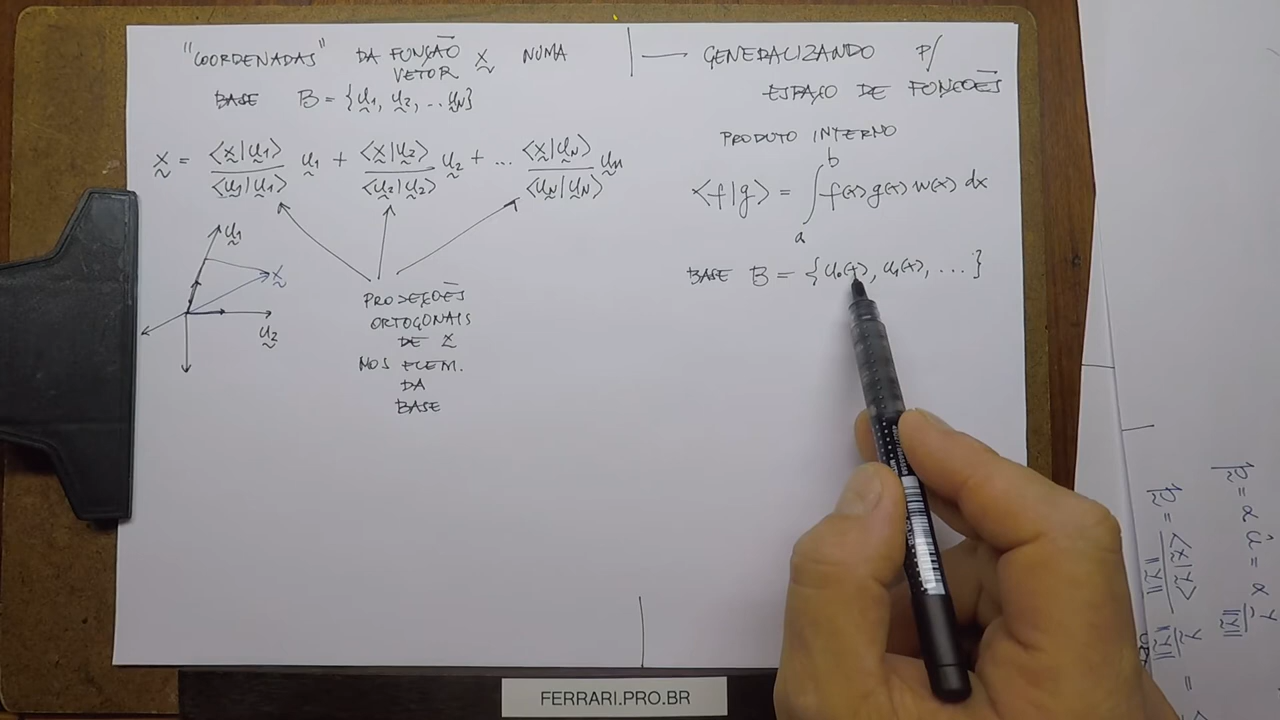 "COORDENADAS" DA FUNÇÃO
VETOR x NUMA
BASE B = {u1, u2, ... uN}
x = <x|u1> / <u1|u1> u1 + <x|u2> / <u2|u2> u2 + ... <x|uN> / <uN|uN> uN
u1
x
u2
PROJEÇÕES
ORTOGONAIS
DE x
NOS ELEM.
DA
BASE
GENERALIZANDO P/
ESPAÇO DE FUNÇÕES
PRODUTO INTERNO
<f|g> = ∫ₐᵇ f(x) g(x) w(x) dx
BASE B = {u0(x), u1(x), ...}
p = α û = α y / ||y||
p = <x|y> / ||y|| y / ||y|| =
FERRARI.PRO.BR